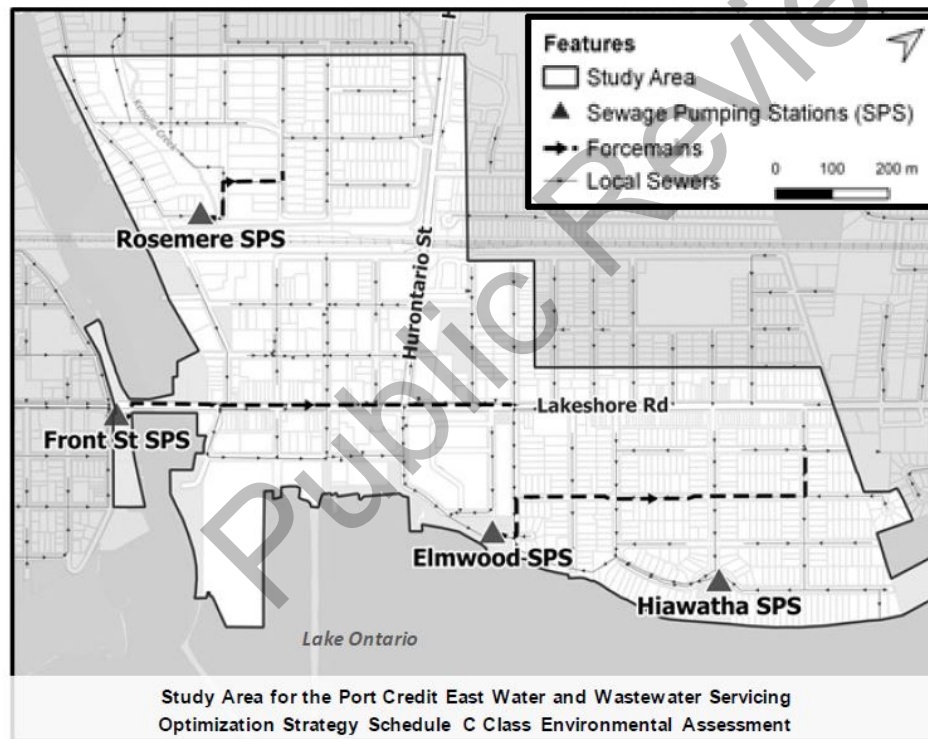 Features
Study Area
Sewage Pumping Stations (SPS)
Forcemains
Local Sewers
0 100 200 m
Kenollie Creek
Rosemere SPS
Hurontario St
Lakeshore Rd
Front St SPS
Elmwood SPS
Hiawatha SPS
Lake Ontario
Public Review
Study Area for the Port Credit East Water and Wastewater Servicing
Optimization Strategy Schedule C Class Environmental Assessment